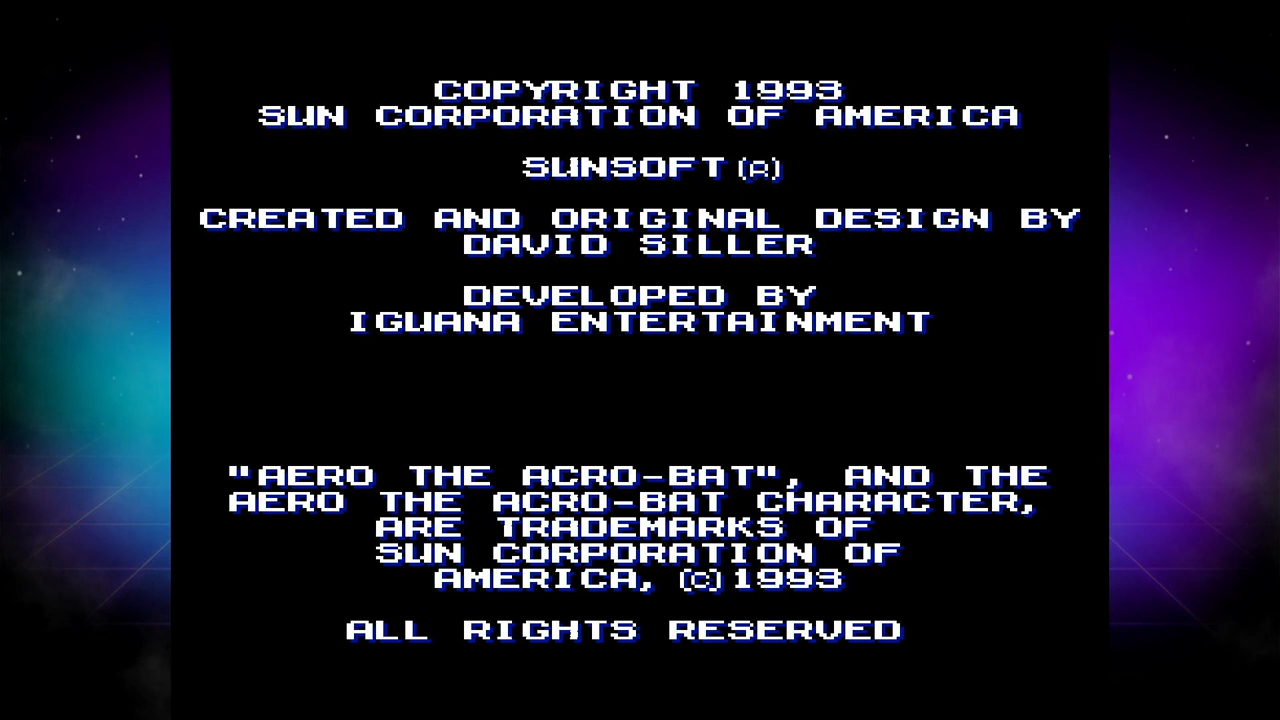 COPYRIGHT 1993
SUN CORPORATION OF AMERICA
SUNSOFT(R)
CREATED AND ORIGINAL DESIGN BY
DAVID SILLER
DEVELOPED BY
IGUANA ENTERTAINMENT
"AERO THE ACRO-BAT", AND THE
AERO THE ACRO-BAT CHARACTER,
ARE TRADEMARKS OF
SUN CORPORATION OF
AMERICA, (C)1993
ALL RIGHTS RESERVED